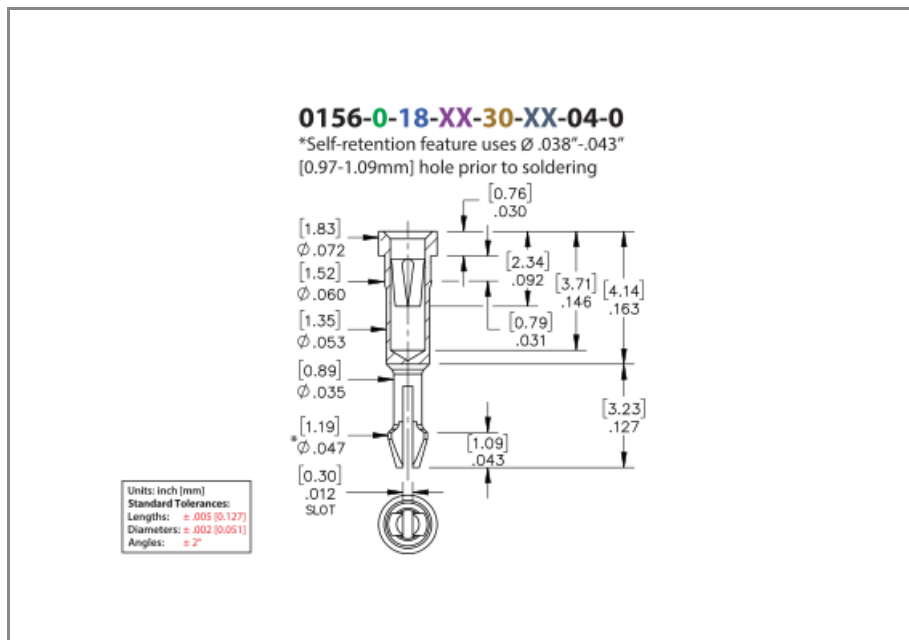 0156-0-18-XX-30-XX-04-0
*Self-retention feature uses Ø .038"-.043"
[0.97-1.09mm] hole prior to soldering
[0.76]
.030
[1.83]
Ø.072
[2.34]
.092
[3.71]
.146
[4.14]
.163
[1.52]
Ø.060
[0.79]
.031
[1.35]
Ø.053
[0.89]
Ø.035
[3.23]
.127
[1.19]
*Ø.047
[1.09]
.043
[0.30]
.012
SLOT
Units: inch [mm]
Standard Tolerances:
Lengths: ± .005 [0.127]
Diameters: ± .002 [0.051]
Angles: ± 2°